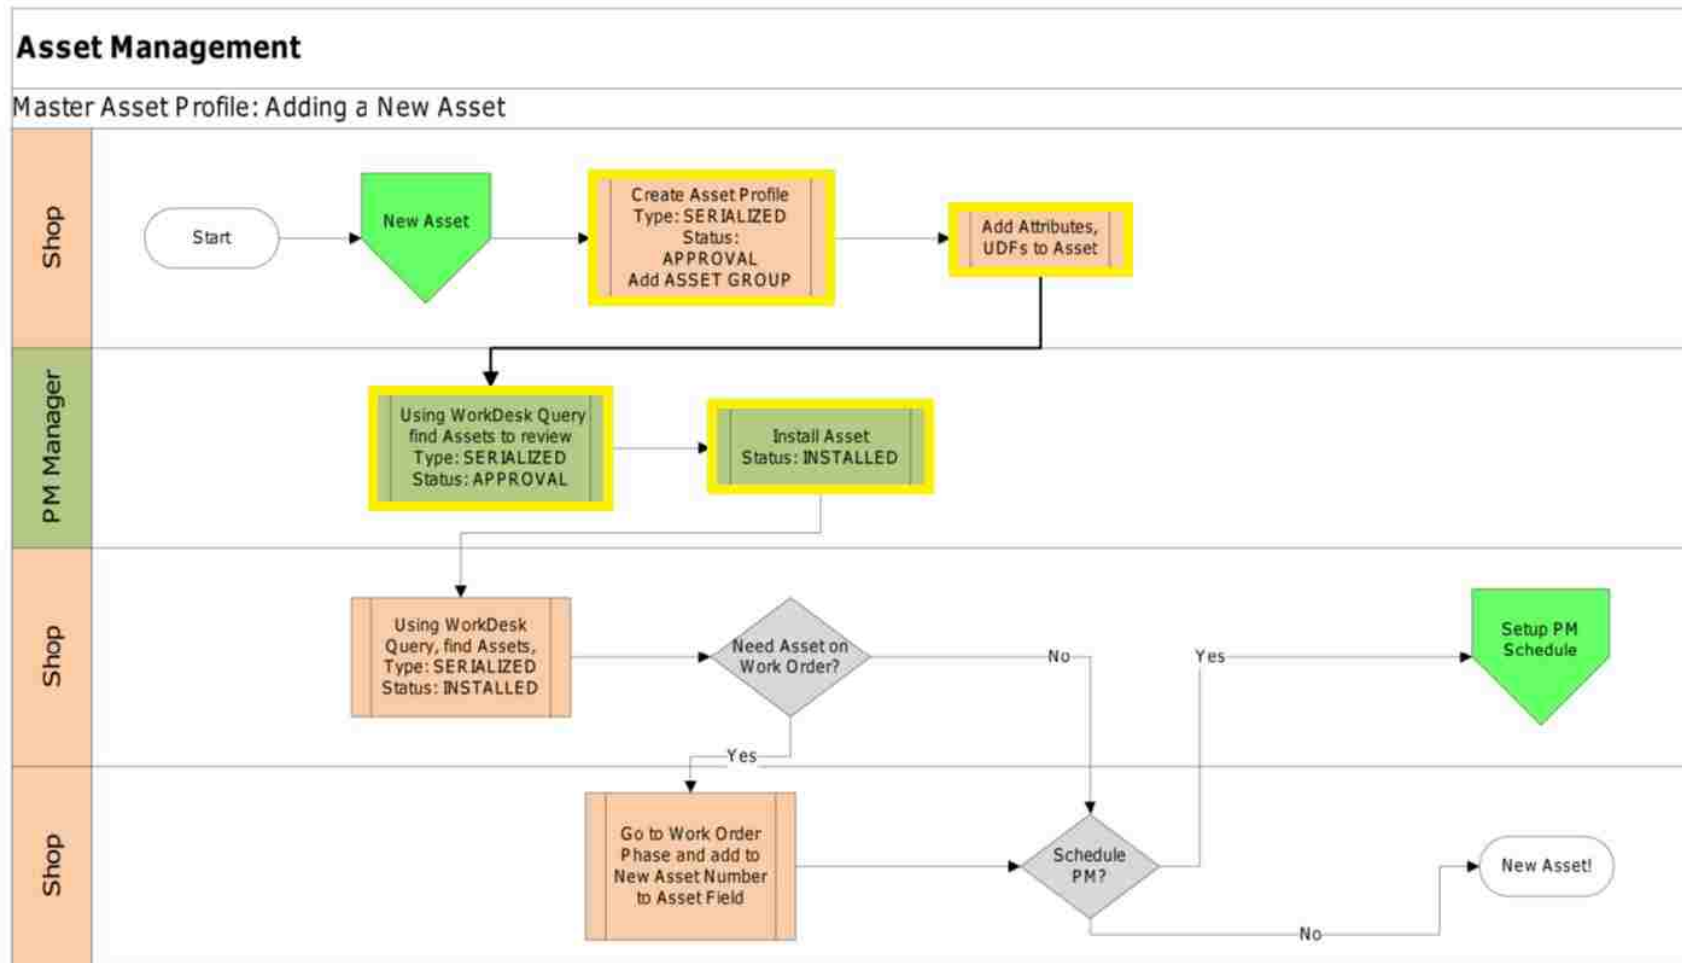 Asset Management
Master Asset Profile: Adding a New Asset
Shop
Start
New Asset
Create Asset Profile
Type: SERIALIZED
Status:
APPROVAL
Add ASSET GROUP
Add Attributes,
UDFs to Asset
PM Manager
Using WorkDesk Query
find Assets to review
Type: SERIALIZED
Status: APPROVAL
Install Asset
Status: INSTALLED
Shop
Using WorkDesk
Query, find Assets,
Type: SERIALIZED
Status: INSTALLED
Need Asset on
Work Order?
No
Yes
Setup PM
Schedule
Yes
Shop
Go to Work Order
Phase and add to
New Asset Number
to Asset Field
Schedule
PM?
New Asset!
No